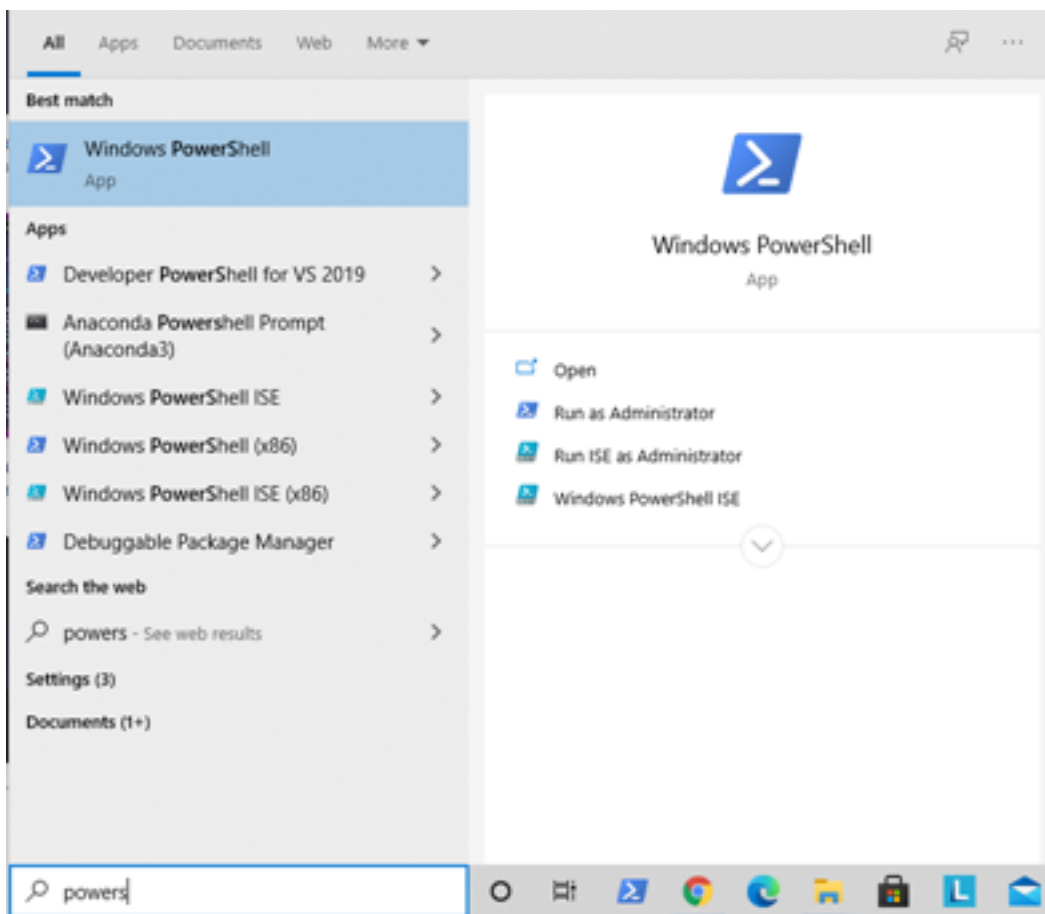 All Apps Documents Web More
Best match
Windows PowerShell
App
Apps
Developer PowerShell for VS 2019
Anaconda Powershell Prompt
(Anaconda3)
Windows PowerShell ISE
Windows PowerShell (x86)
Windows PowerShell ISE (x86)
Debuggable Package Manager
Search the web
powers - See web results
Settings (3)
Documents (1+)
Windows PowerShell
App
Open
Run as Administrator
Run ISE as Administrator
Windows PowerShell ISE
powers
L